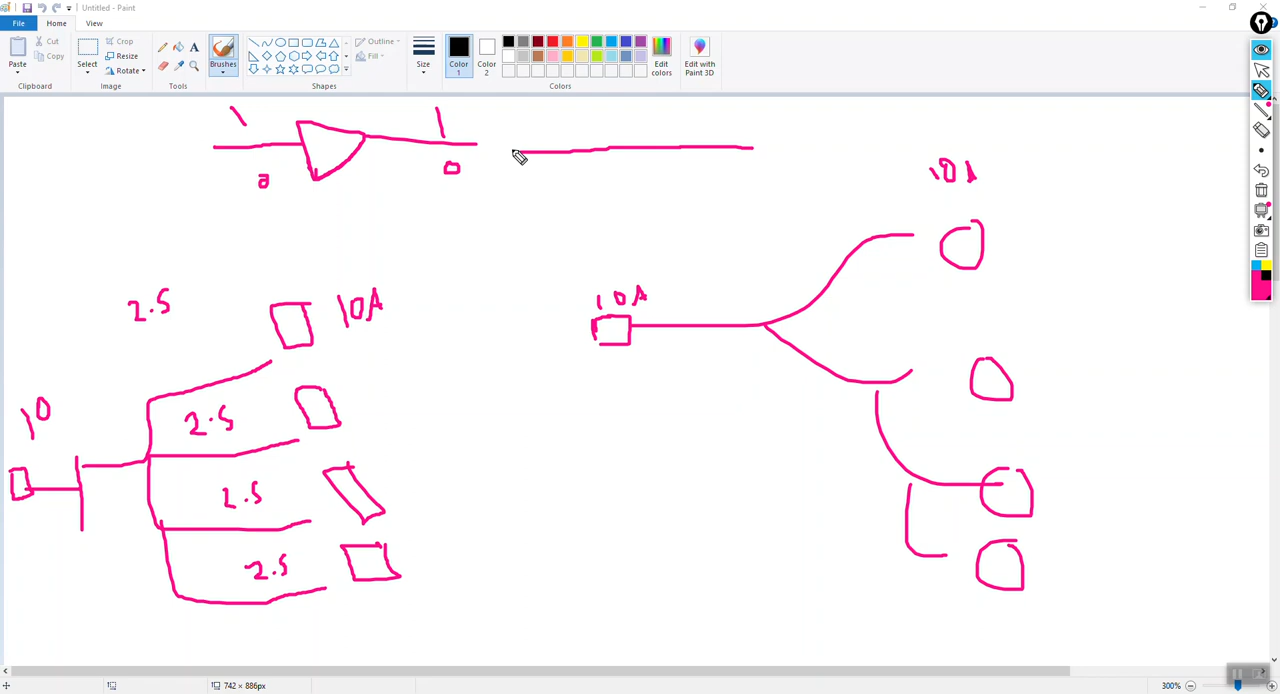 Untitled - Paint
File Home View
Paste
Cut
Copy
Clipboard
Select
Crop
Resize
Rotate
Image
Tools
Brushes
Shapes
Outline
Fill
Size
Color 1
Color 2
Edit colors
Colors
Edit with Paint 3D
1 1
0 0
10A
2.5 10A
10A
10
2.5
2.5
2.5
742 × 886px
300%